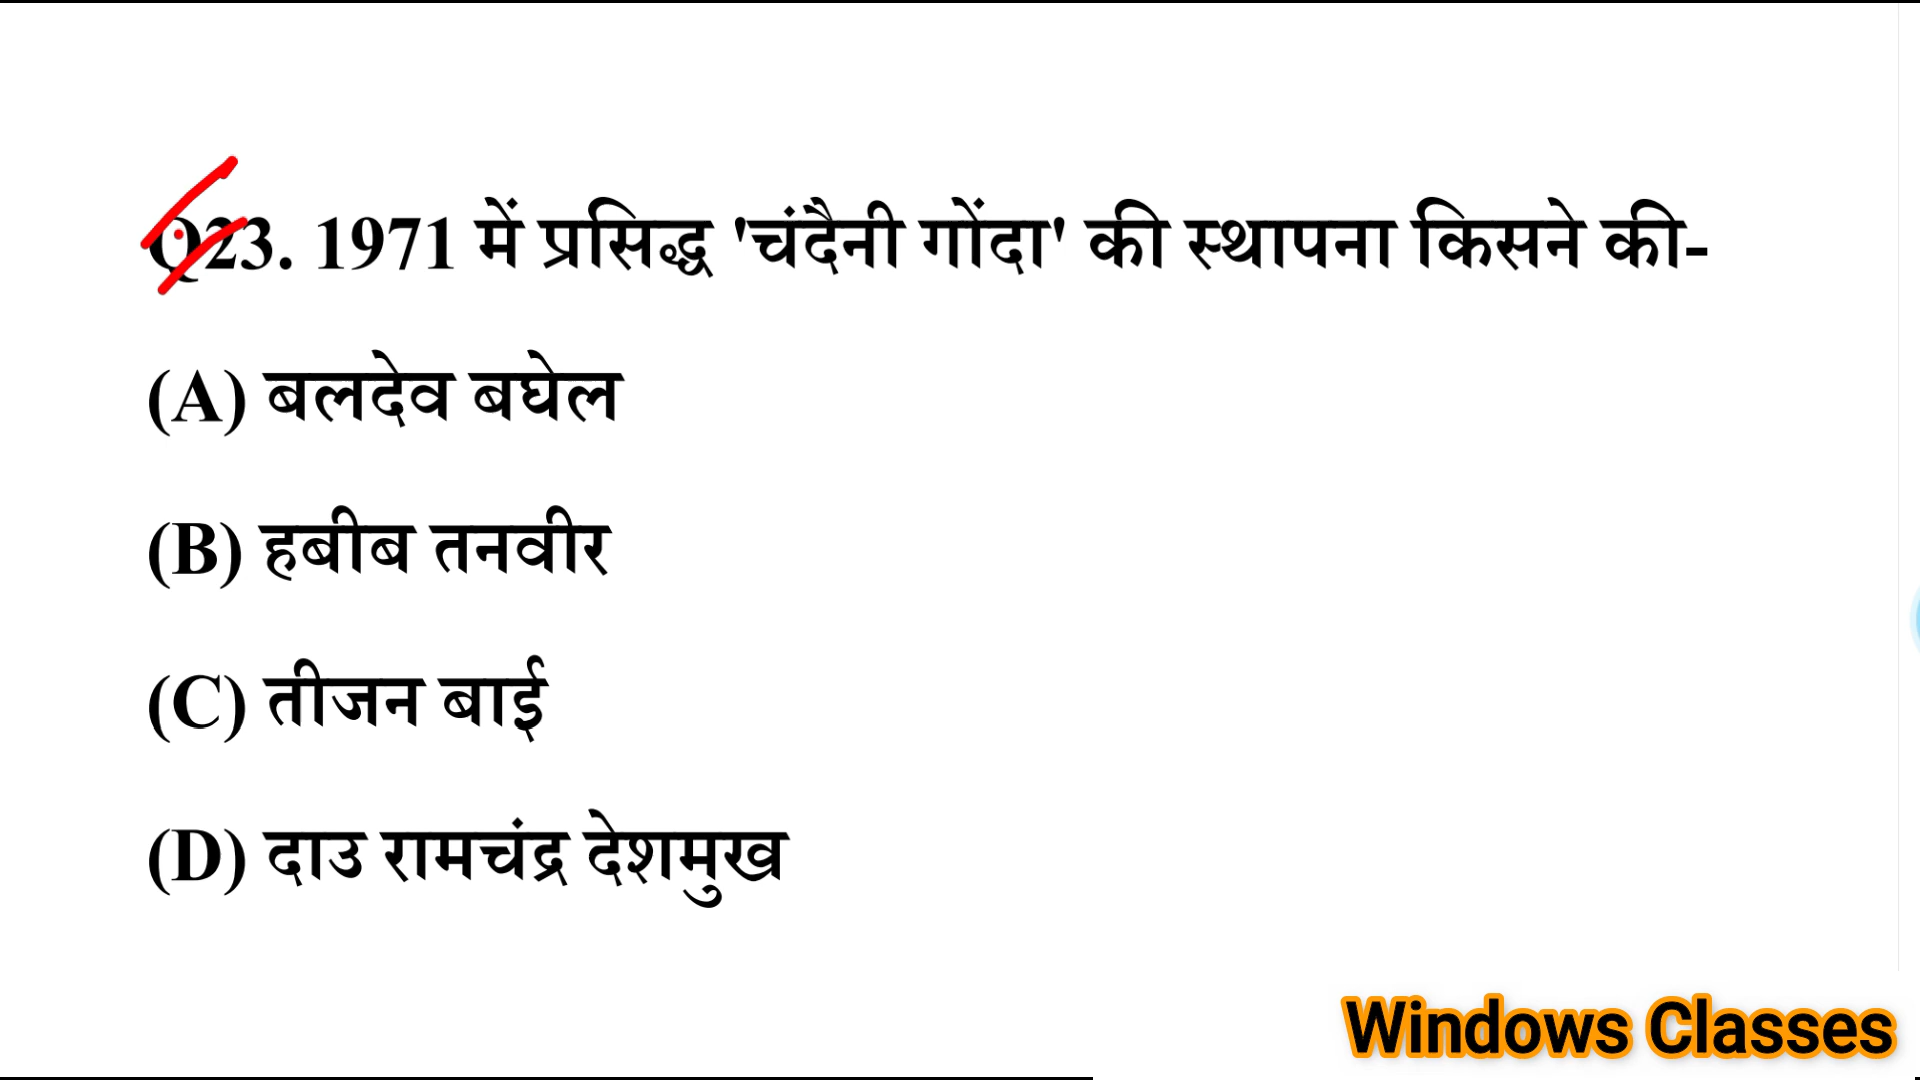 Q23. 1971 में प्रसिद्ध 'चंदैनी गोंदा' की स्थापना किसने की-
(A) बलदेव बघेल
(B) हबीब तनवीर
(C) तीजन बाई
(D) दाउ रामचंद्र देशमुख
Windows Classes